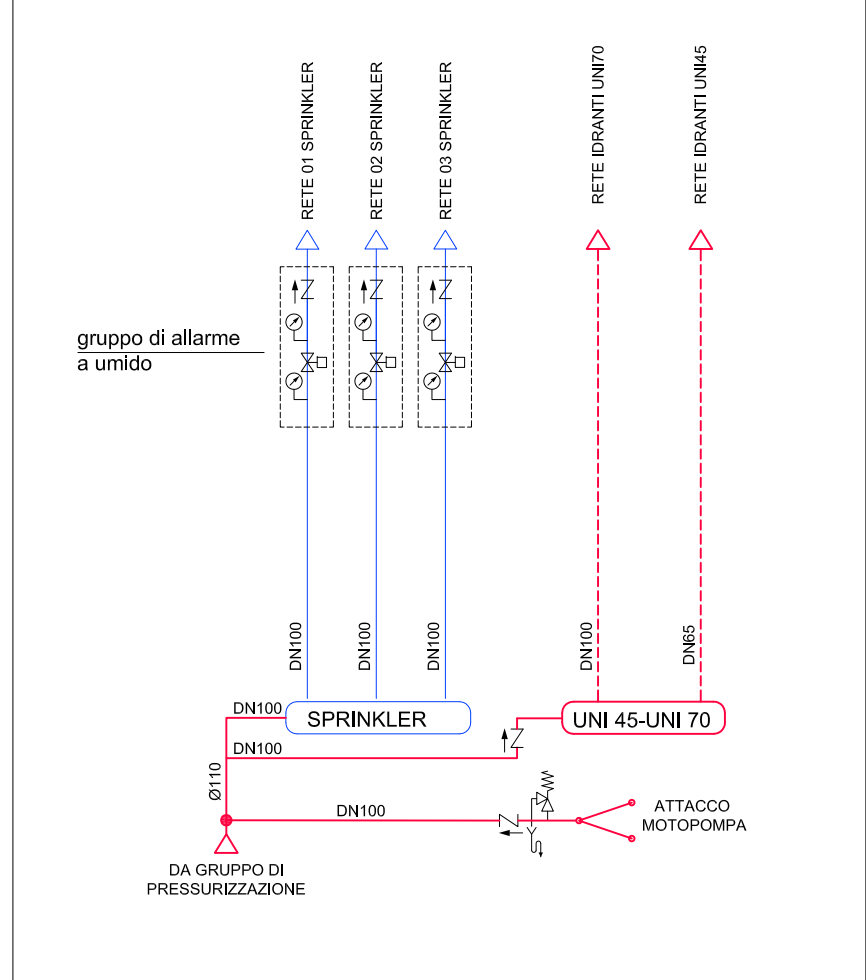 RETE 01 SPRINKLER
RETE 02 SPRINKLER
RETE 03 SPRINKLER
RETE IDRANTI UNI70
RETE IDRANTI UNI45
gruppo di allarme
a umido
DN100
DN100
DN100
DN100
DN65
DN100
SPRINKLER
UNI 45-UNI 70
DN100
Ø110
DN100
ATTACCO
MOTOPOMPA
DA GRUPPO DI
PRESSURIZZAZIONE